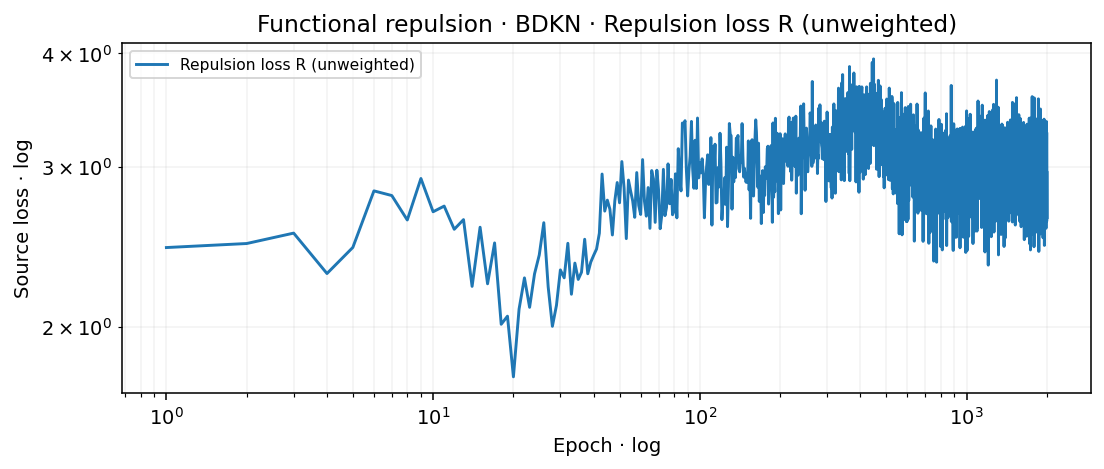 Functional repulsion · BDKN · Repulsion loss R (unweighted)
Repulsion loss R (unweighted)
Source loss · log
4 × 10⁰
3 × 10⁰
2 × 10⁰
10⁰ 10¹ 10² 10³
Epoch · log